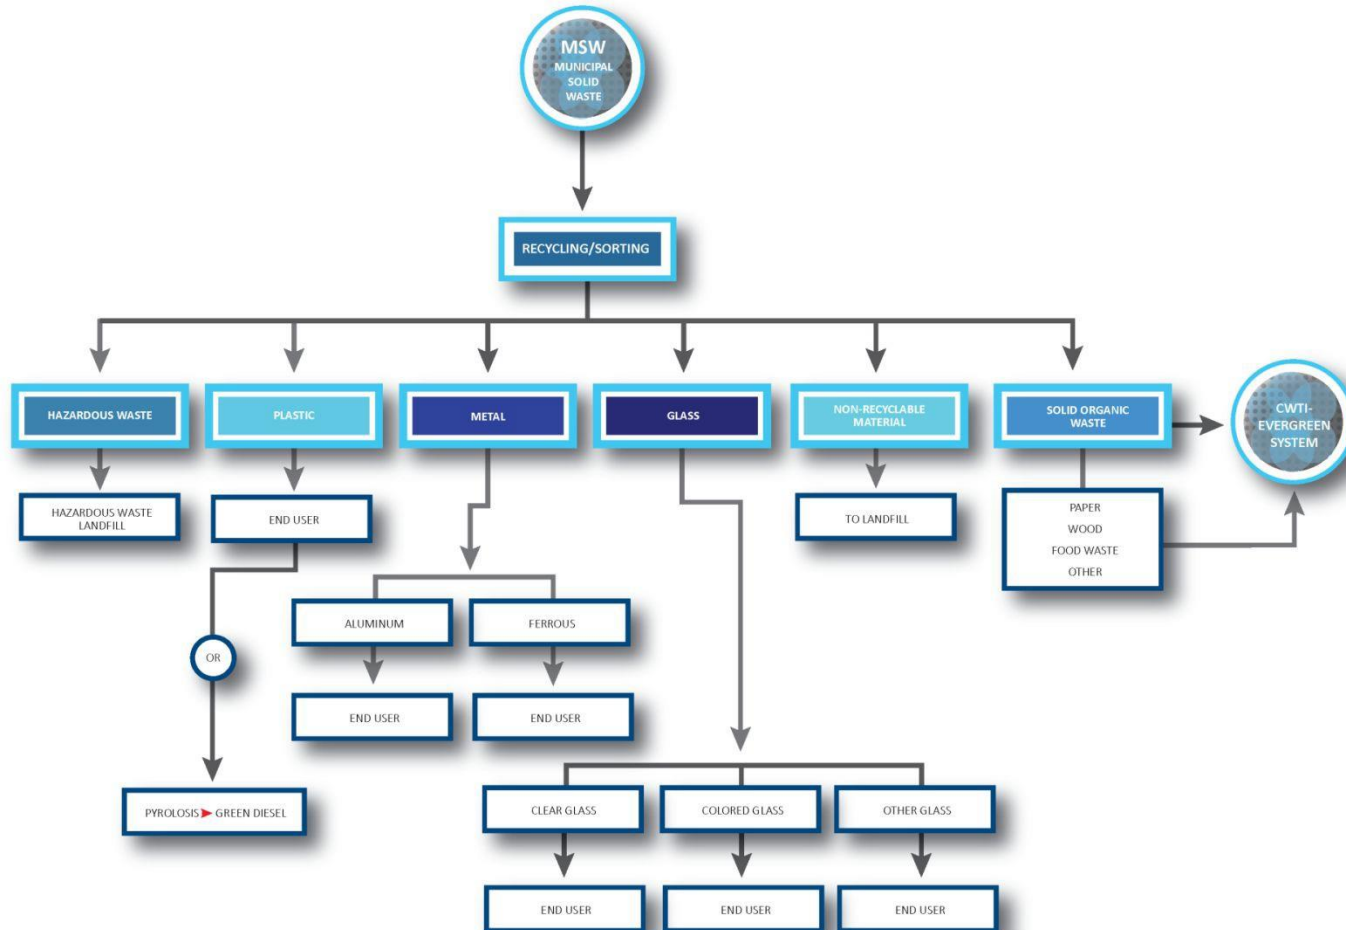 MSW
MUNICIPAL
SOLID
WASTE
RECYCLING/SORTING
HAZARDOUS WASTE
PLASTIC
METAL
GLASS
NON-RECYCLABLE
MATERIAL
SOLID ORGANIC
WASTE
CWTI-
EVERGREEN
SYSTEM
HAZARDOUS WASTE
LANDFILL
END USER
TO LANDFILL
PAPER
WOOD
FOOD WASTE
OTHER
ALUMINUM
FERROUS
OR
END USER
END USER
PYROLOSIS GREEN DIESEL
CLEAR GLASS
COLORED GLASS
OTHER GLASS
END USER
END USER
END USER